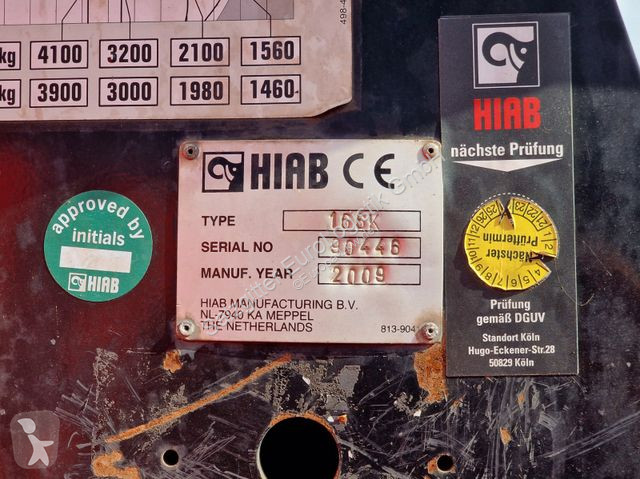 kg 4100 3200 2100 1560
kg 3900 3000 1980 1460
HIAB
nächste Prüfung
HIAB CE
TYPE 166K
SERIAL NO 90446
MANUF. YEAR 2009
HIAB MANUFACTURING B.V.
NL-7940 KA MEPPEL
THE NETHERLANDS
813-904
approved by
initials
HIAB
Nächster
Prüftermin
Prüfung
gemäß DGUV
Standort Köln
Hugo-Eckener-Str.28
50829 Köln